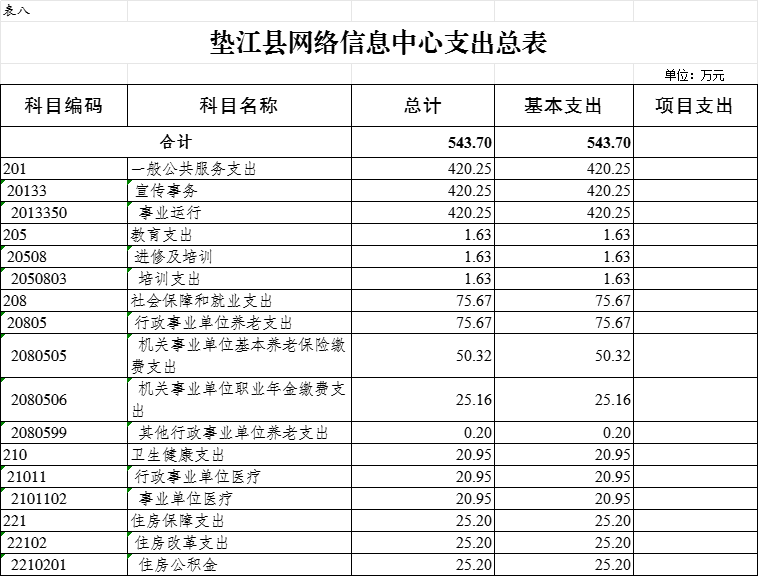 表八
垫江县网络信息中心支出总表
单位：万元
科目编码 科目名称 总计 基本支出 项目支出
合计 543.70 543.70
201 一般公共服务支出 420.25 420.25
20133 宣传事务 420.25 420.25
2013350 事业运行 420.25 420.25
205 教育支出 1.63 1.63
20508 进修及培训 1.63 1.63
2050803 培训支出 1.63 1.63
208 社会保障和就业支出 75.67 75.67
20805 行政事业单位养老支出 75.67 75.67
2080505 机关事业单位基本养老保险缴 50.32 50.32
费支出
2080506 机关事业单位职业年金缴费支 25.16 25.16
出
2080599 其他行政事业单位养老支出 0.20 0.20
210 卫生健康支出 20.95 20.95
21011 行政事业单位医疗 20.95 20.95
2101102 事业单位医疗 20.95 20.95
221 住房保障支出 25.20 25.20
22102 住房改革支出 25.20 25.20
2210201 住房公积金 25.20 25.20